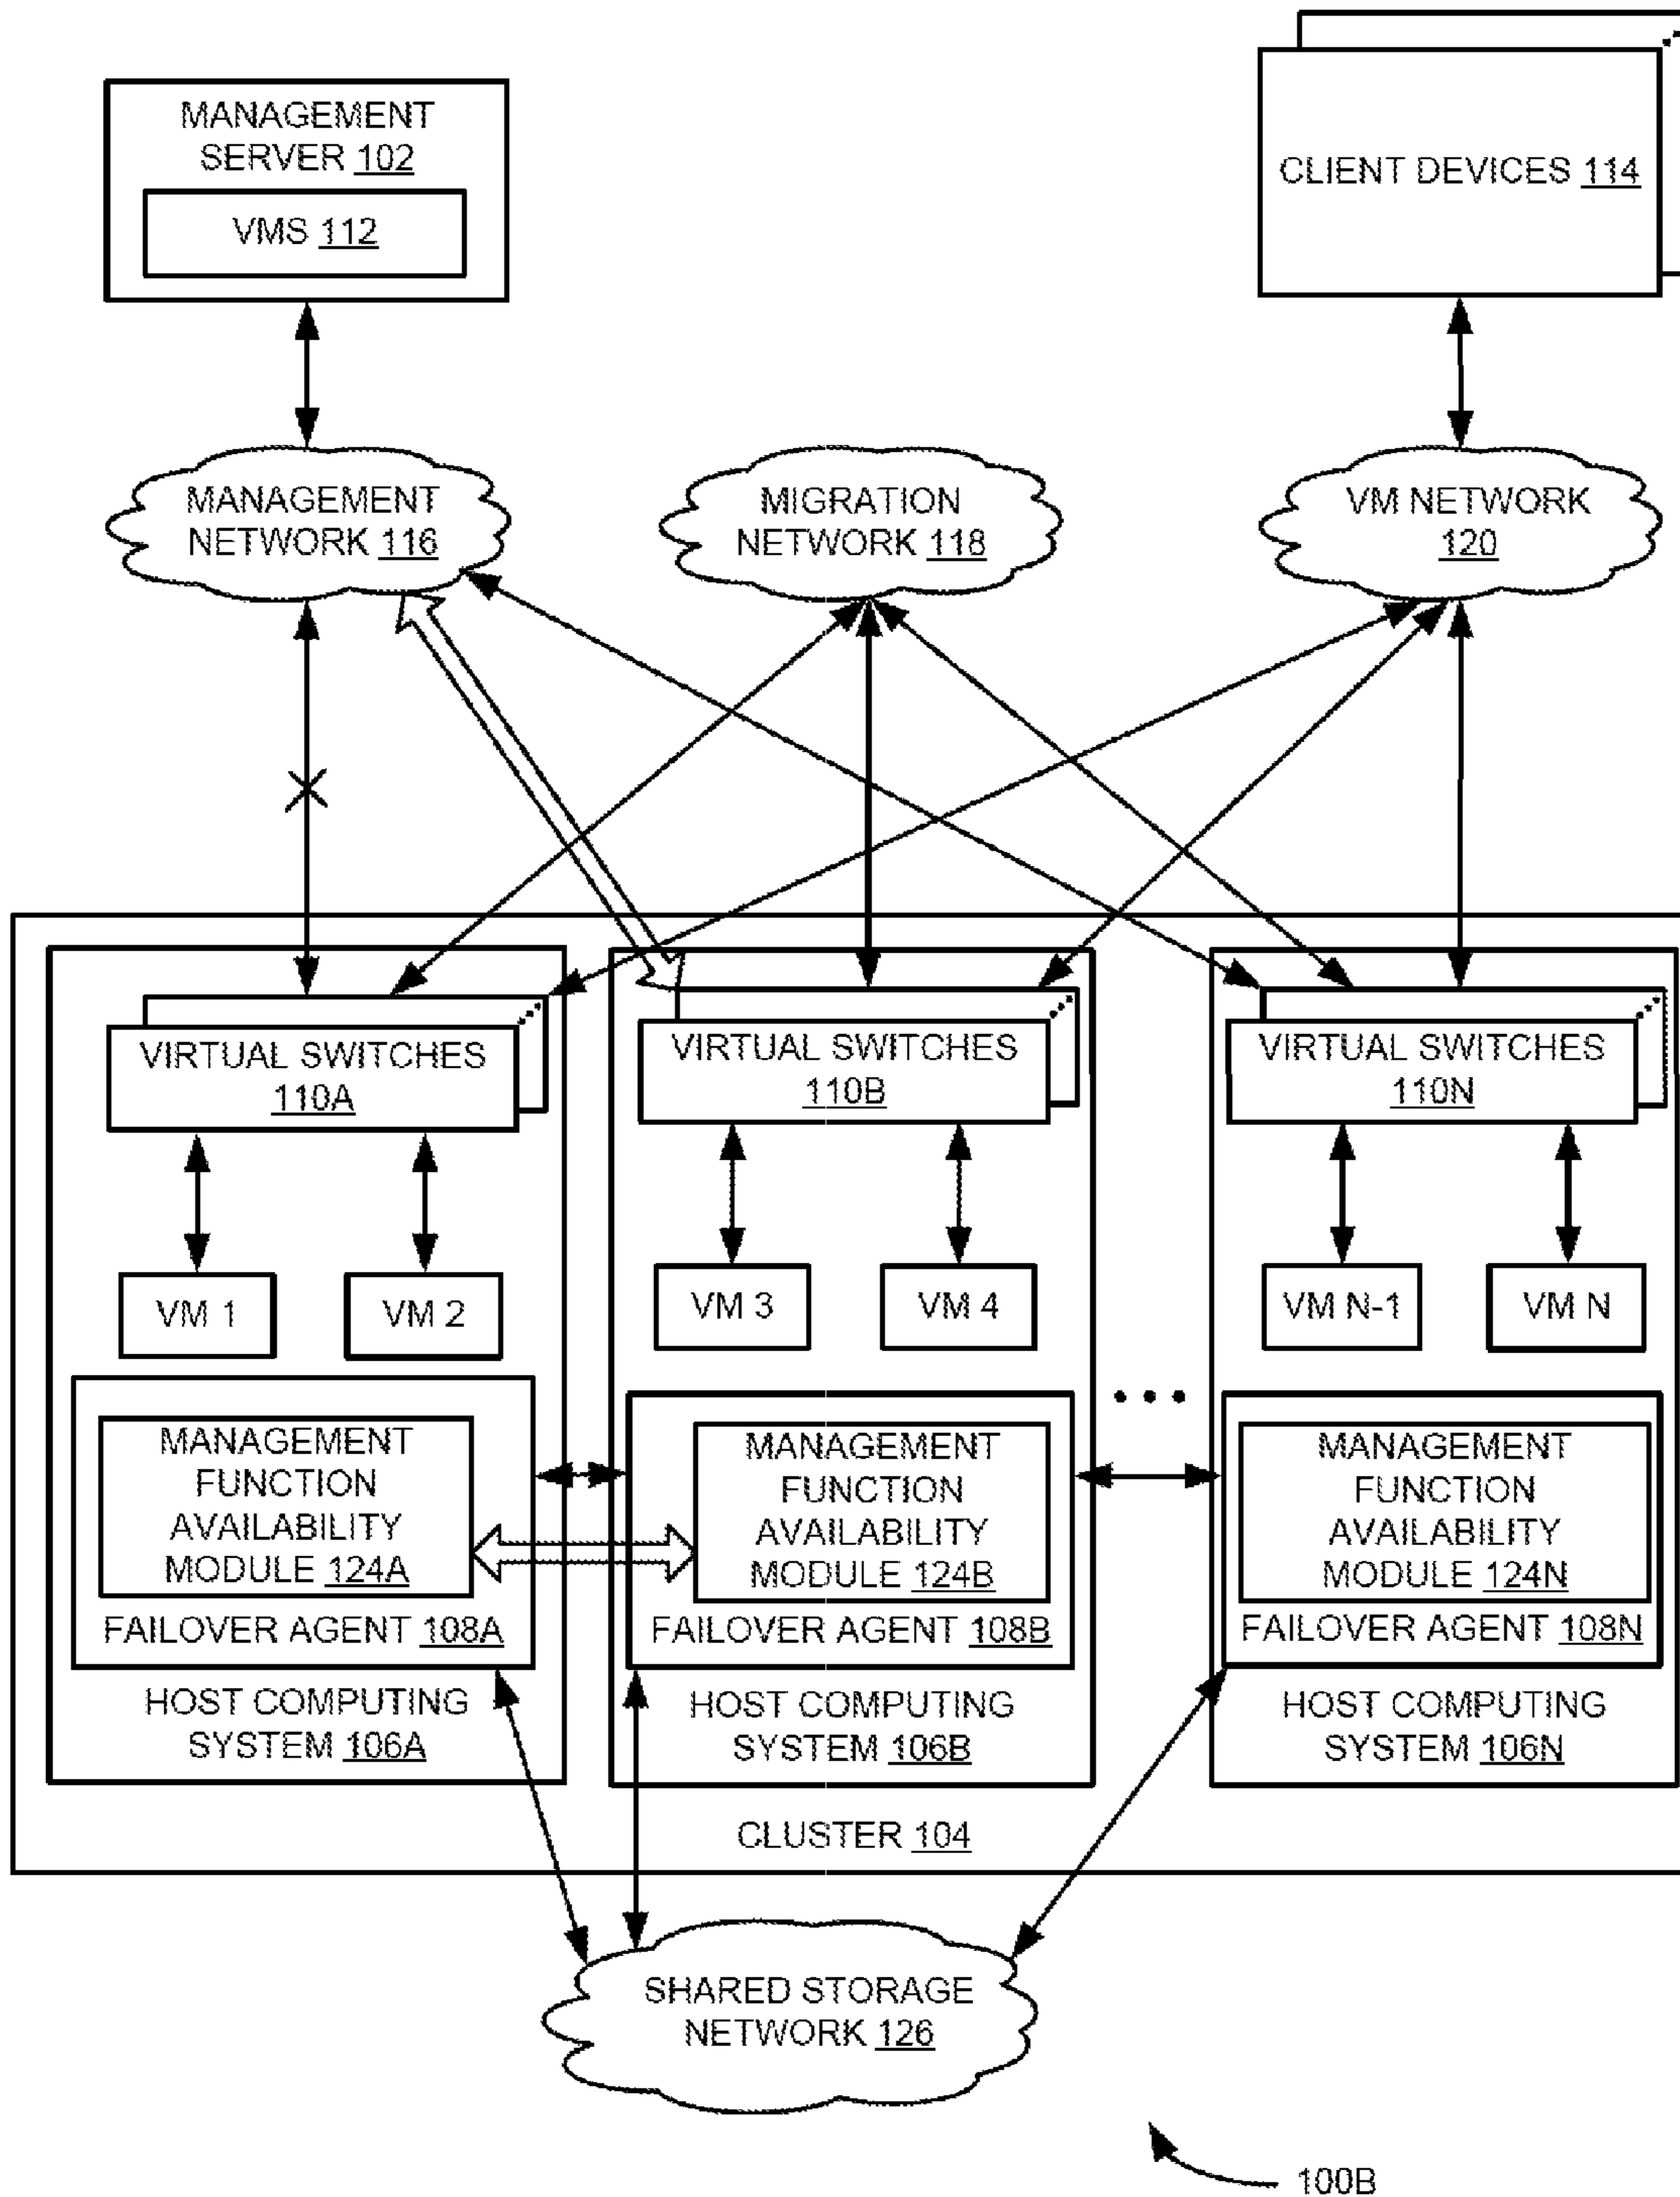 MANAGEMENT
SERVER 102
VMS 112
CLIENT DEVICES 114
MANAGEMENT
NETWORK 116
MIGRATION
NETWORK 118
VM NETWORK
120
VIRTUAL SWITCHES
110A
VIRTUAL SWITCHES
110B
VIRTUAL SWITCHES
110N
VM 1
VM 2
VM 3
VM 4
VM N-1
VM N
MANAGEMENT
FUNCTION
AVAILABILITY
MODULE 124A
FAILOVER AGENT 108A
HOST COMPUTING
SYSTEM 106A
MANAGEMENT
FUNCTION
AVAILABILITY
MODULE 124B
FAILOVER AGENT 108B
HOST COMPUTING
SYSTEM 106B
MANAGEMENT
FUNCTION
AVAILABILITY
MODULE 124N
FAILOVER AGENT 108N
HOST COMPUTING
SYSTEM 106N
CLUSTER 104
SHARED STORAGE
NETWORK 126
100B